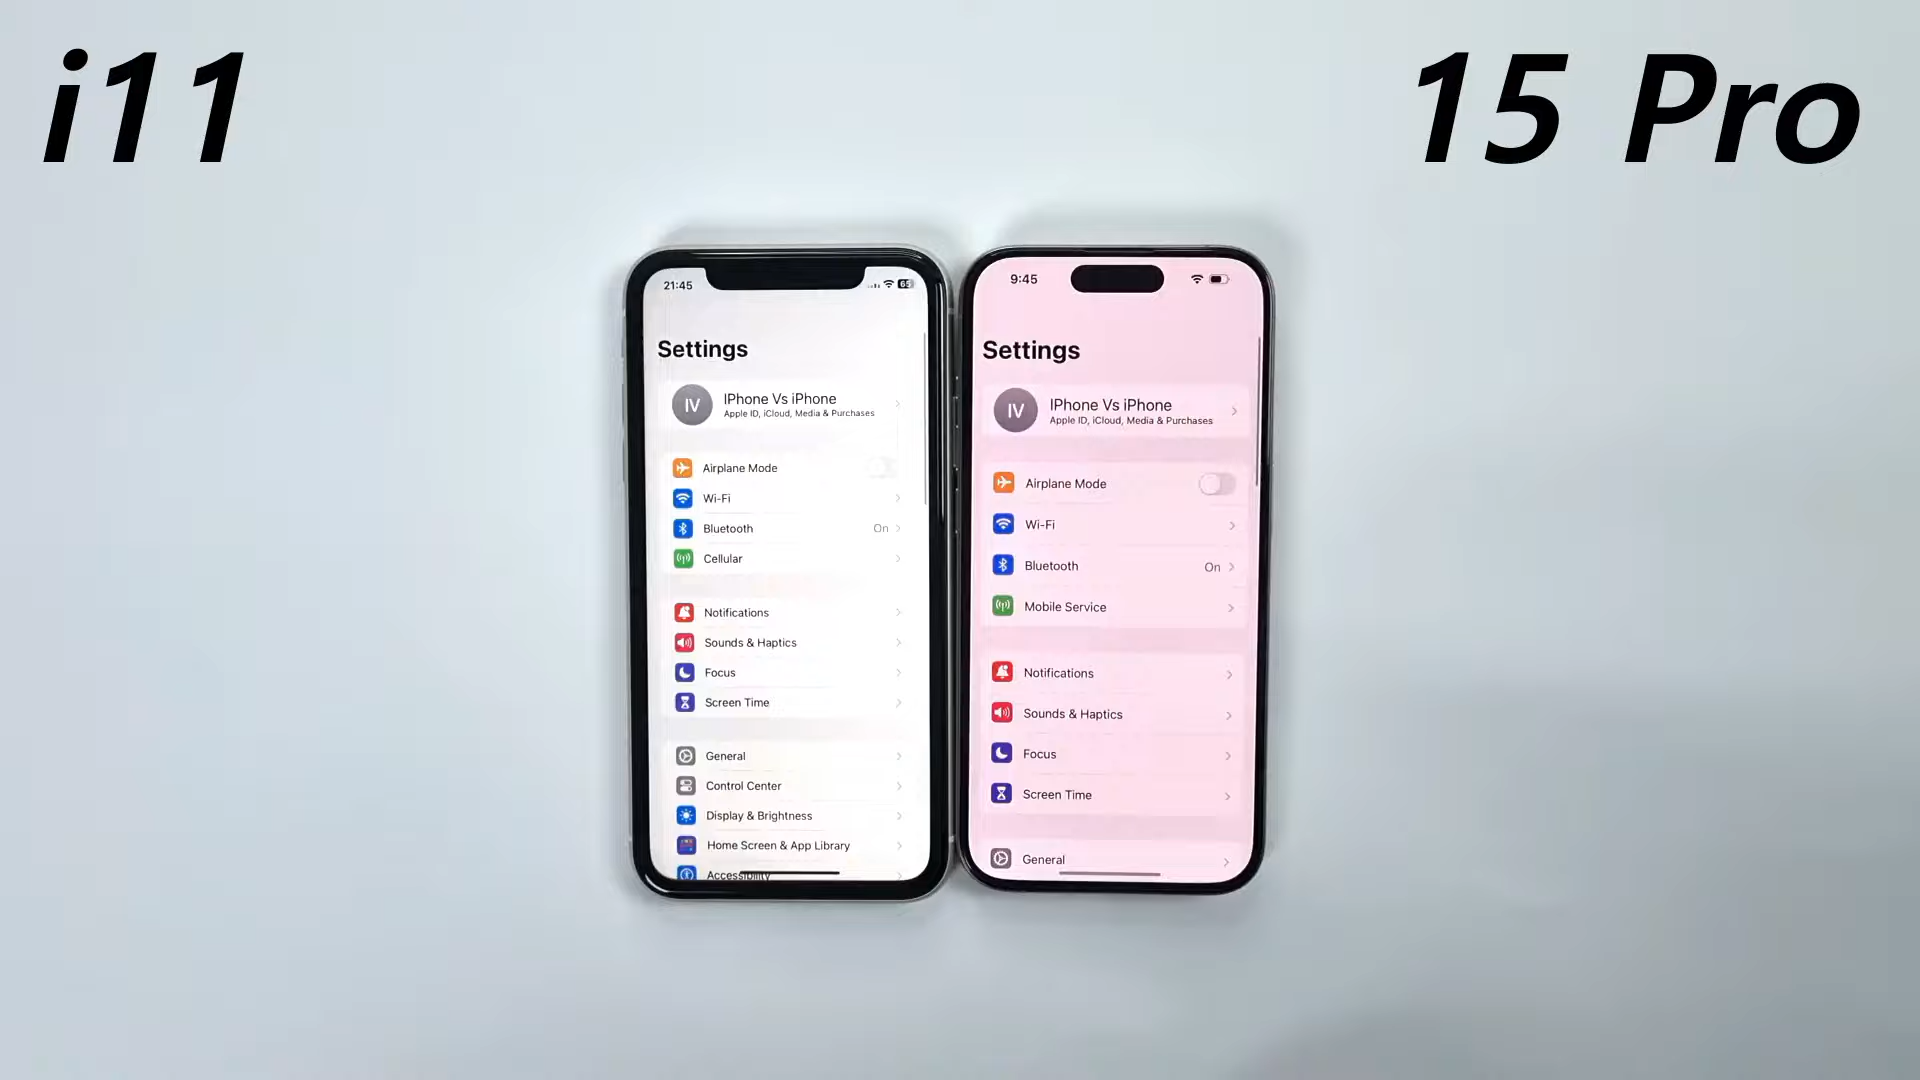 i11
15 Pro
21:45
65
Settings
IV
IPhone Vs iPhone
Apple ID, iCloud, Media & Purchases
Airplane Mode
Wi-Fi
Bluetooth
On
Cellular
Notifications
Sounds & Haptics
Focus
Screen Time
General
Control Center
Display & Brightness
Home Screen & App Library
Accessibility
9:45
Settings
IV
IPhone Vs iPhone
Apple ID, iCloud, Media & Purchases
Airplane Mode
Wi-Fi
Bluetooth
On
Mobile Service
Notifications
Sounds & Haptics
Focus
Screen Time
General